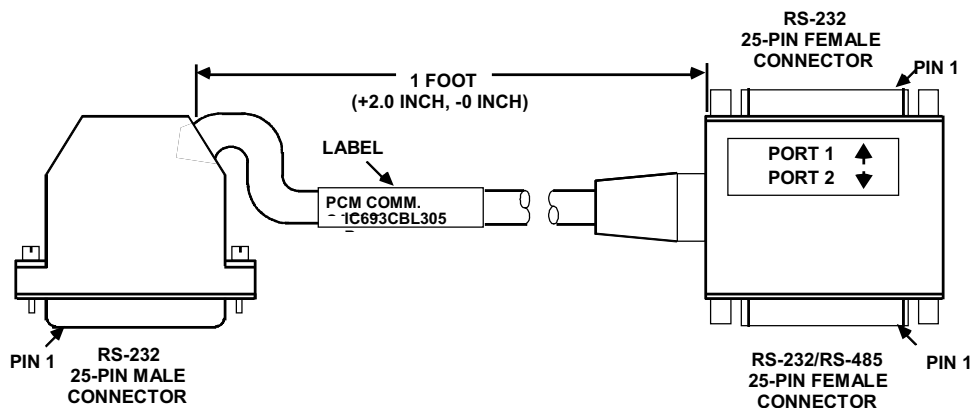 RS-232
25-PIN FEMALE
CONNECTOR
PIN 1
1 FOOT
(+2.0 INCH, -0 INCH)
LABEL
PORT 1
PORT 2
PCM COMM.
IC693CBL305
PIN 1
RS-232
25-PIN MALE
CONNECTOR
RS-232/RS-485
25-PIN FEMALE
CONNECTOR
PIN 1